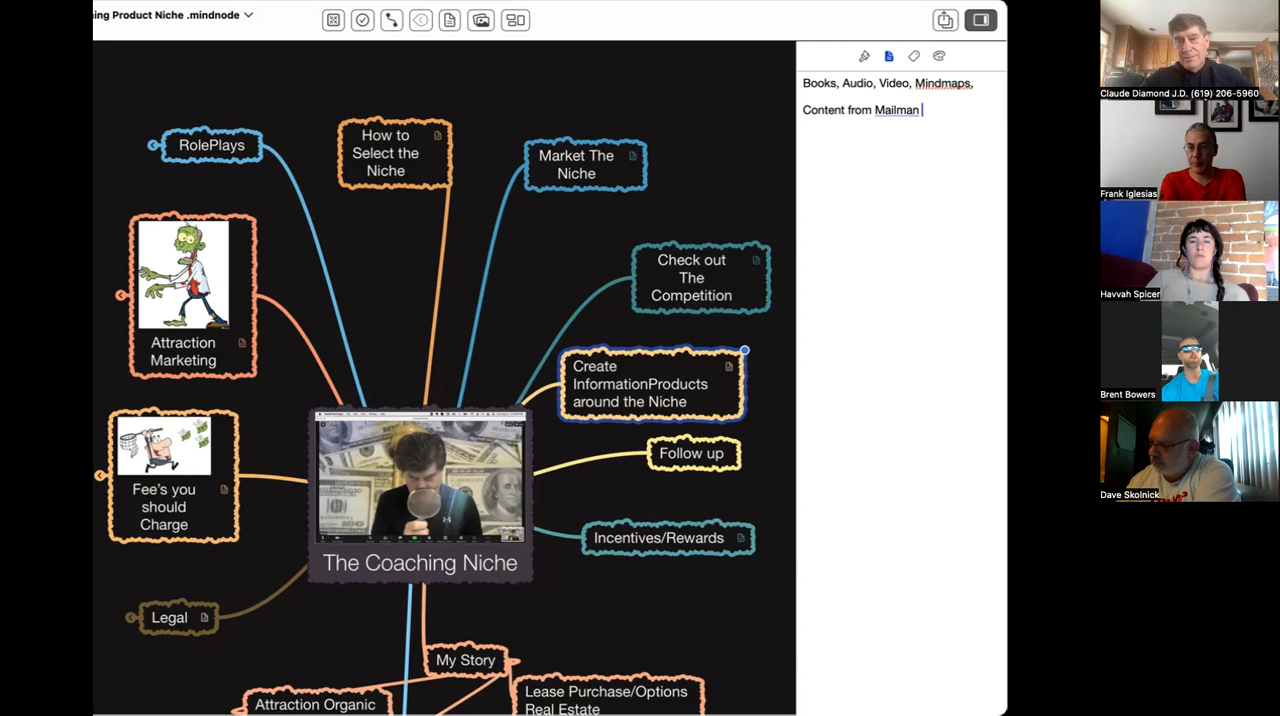 ing Product Niche .mindnode
Books, Audio, Video, Mindmaps,
Content from Mailman
RolePlays
How to
Select the
Niche
Market The
Niche
Check out
The
Competition
Attraction
Marketing
Create
InformationProducts
around the Niche
Follow up
Fee's you
should
Charge
Incentives/Rewards
The Coaching Niche
Legal
My Story
Attraction Organic
Lease Purchase/Options
Real Estate
Claude Diamond J.D. (619) 206-5960
Frank Iglesias
Havvah Spicer
Brent Bowers
Dave Skolnick